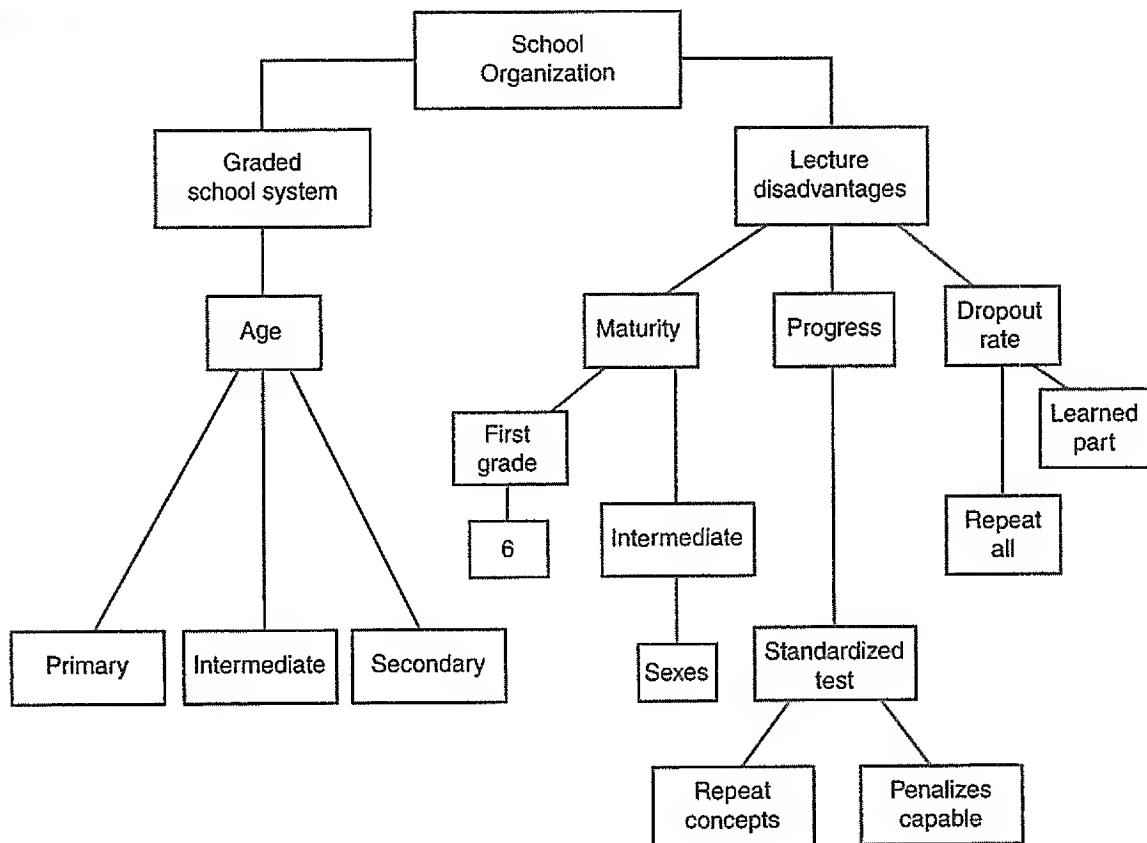 School
Organization
Graded
school system
Lecture
disadvantages
Age
Maturity
Progress
Dropout
rate
First
grade
Learned
part
6
Intermediate
Repeat
all
Primary
Intermediate
Secondary
Sexes
Standardized
test
Repeat
concepts
Penalizes
capable